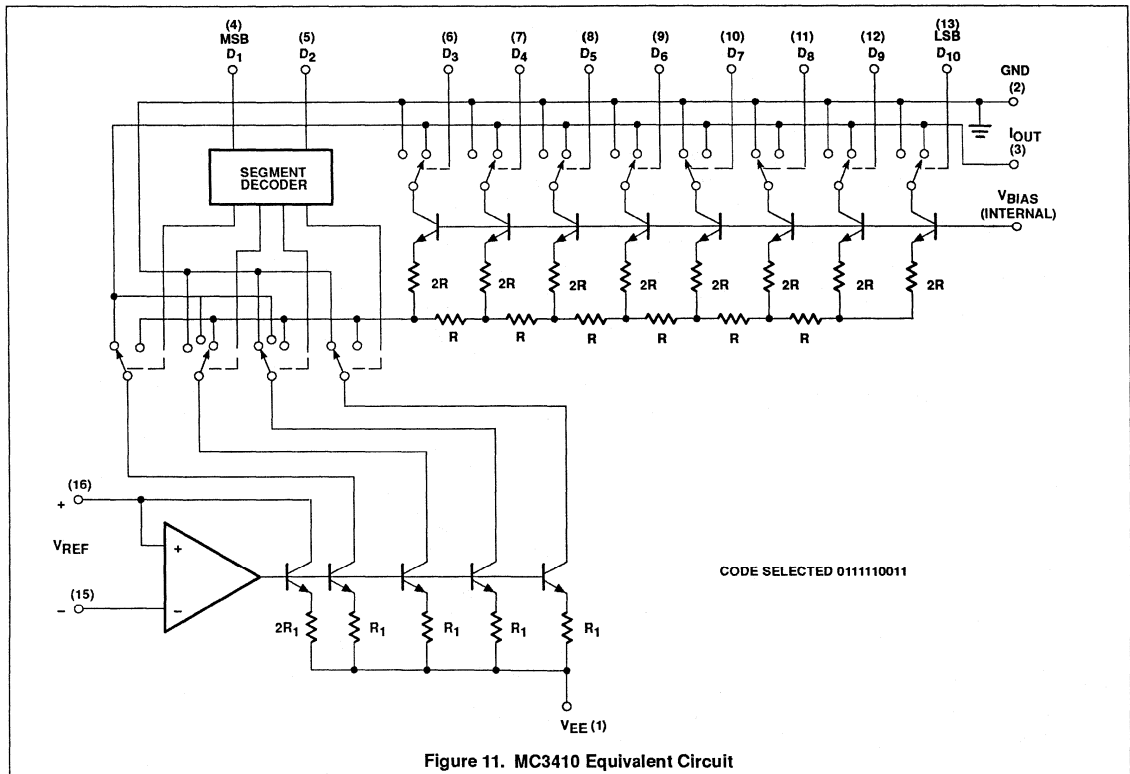 (4) (5) (6) (7) (8) (9) (10) (11) (12) (13)
MSB LSB
D1 D2 D3 D4 D5 D6 D7 D8 D9 D10
GND
(2)
IOUT
(3)
SEGMENT
DECODER
VBIAS
(INTERNAL)
2R 2R 2R 2R 2R 2R 2R 2R
R R R R R R
(16)
+
VREF
+
CODE SELECTED 0111110011
– (15)
–
2R1 R1 R1 R1 R1
VEE (1)
Figure 11. MC3410 Equivalent Circuit